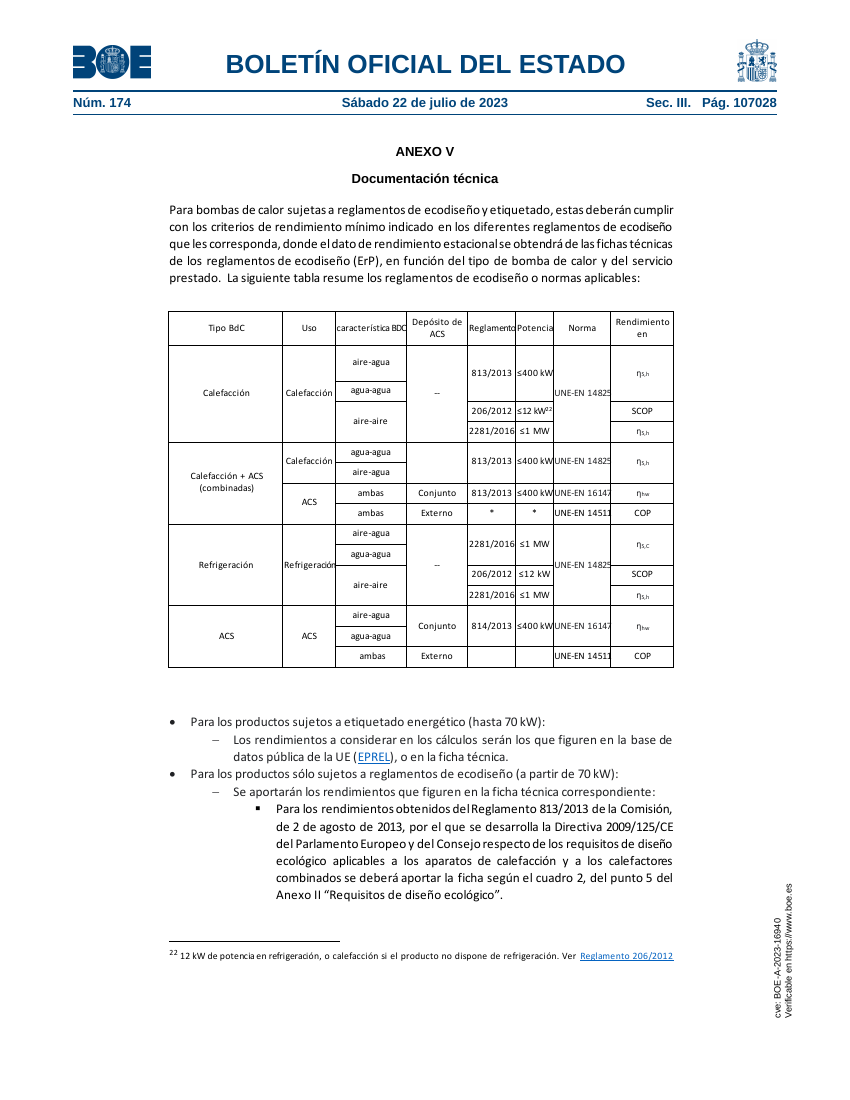 BOE
BOLETÍN OFICIAL DEL ESTADO
Núm. 174 Sábado 22 de julio de 2023 Sec. III. Pág. 107028
ANEXO V
Documentación técnica
Para bombas de calor sujetas a reglamentos de ecodiseño y etiquetado, estas deberán cumplir
con los criterios de rendimiento mínimo indicado en los diferentes reglamentos de ecodiseño
que les corresponda, donde el dato de rendimiento estacional se obtendrá de las fichas técnicas
de los reglamentos de ecodiseño (ErP), en función del tipo de bomba de calor y del servicio
prestado. La siguiente tabla resume los reglamentos de ecodiseño o normas aplicables:
Tipo BdC Uso característica BDC Depósito de ACS Reglamento Potencia Norma Rendimiento en
Calefacción Calefacción aire-agua -- 813/2013 ≤400 kW UNE-EN 14825 ηS,h
agua-agua
aire-aire 206/2012 ≤12 kW22 SCOP
2281/2016 ≤1 MW ηS,h
Calefacción + ACS (combinadas) Calefacción agua-agua 813/2013 ≤400 kW UNE-EN 14825 ηS,h
aire-agua
ACS ambas Conjunto 813/2013 ≤400 kW UNE-EN 16147 ηhw
ambas Externo * * UNE-EN 14511 COP
Refrigeración Refrigeración aire-agua -- 2281/2016 ≤1 MW UNE-EN 14825 ηS,C
agua-agua
aire-aire 206/2012 ≤12 kW SCOP
2281/2016 ≤1 MW ηS,h
ACS ACS aire-agua Conjunto 814/2013 ≤400 kW UNE-EN 16147 ηhw
agua-agua
ambas Externo UNE-EN 14511 COP
• Para los productos sujetos a etiquetado energético (hasta 70 kW):
– Los rendimientos a considerar en los cálculos serán los que figuren en la base de
datos pública de la UE (EPREL), o en la ficha técnica.
• Para los productos sólo sujetos a reglamentos de ecodiseño (a partir de 70 kW):
– Se aportarán los rendimientos que figuren en la ficha técnica correspondiente:
▪ Para los rendimientos obtenidos del Reglamento 813/2013 de la Comisión,
de 2 de agosto de 2013, por el que se desarrolla la Directiva 2009/125/CE
del Parlamento Europeo y del Consejo respecto de los requisitos de diseño
ecológico aplicables a los aparatos de calefacción y a los calefactores
combinados se deberá aportar la ficha según el cuadro 2, del punto 5 del
Anexo II “Requisitos de diseño ecológico”.
22 12 kW de potencia en refrigeración, o calefacción si el producto no dispone de refrigeración. Ver Reglamento 206/2012
cve: BOE-A-2023-16940
Verificable en https://www.boe.es